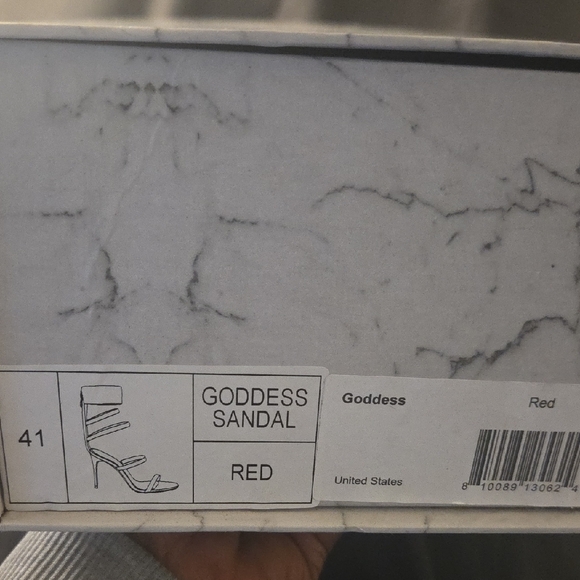 41
GODDESS
SANDAL
RED
Goddess
Red
United States
8 10089 13062 4